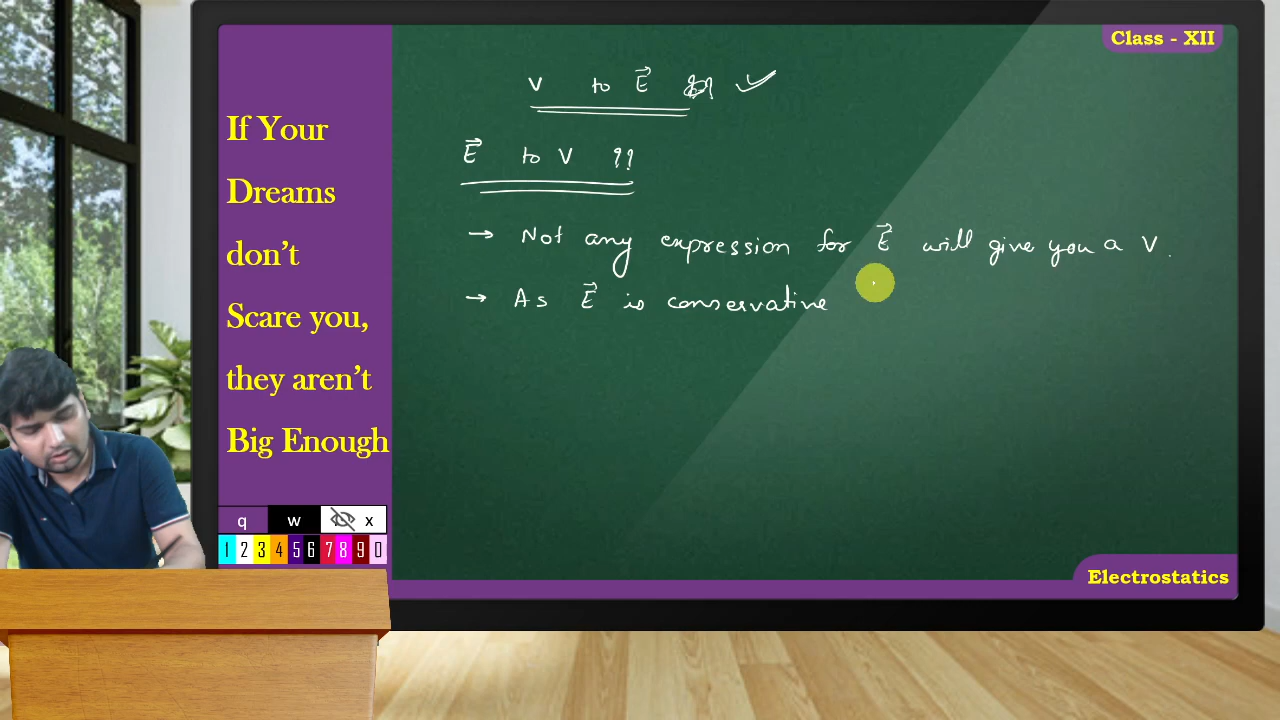 Class - XII
If Your
Dreams
don't
Scare you,
they aren't
Big Enough
V to E⃗
E⃗ to V ??
→ Not any expression for E⃗ will give you a V.
→ As E⃗ is conservative
q w x
1 2 3 4 5 6 7 8 9 0
Electrostatics